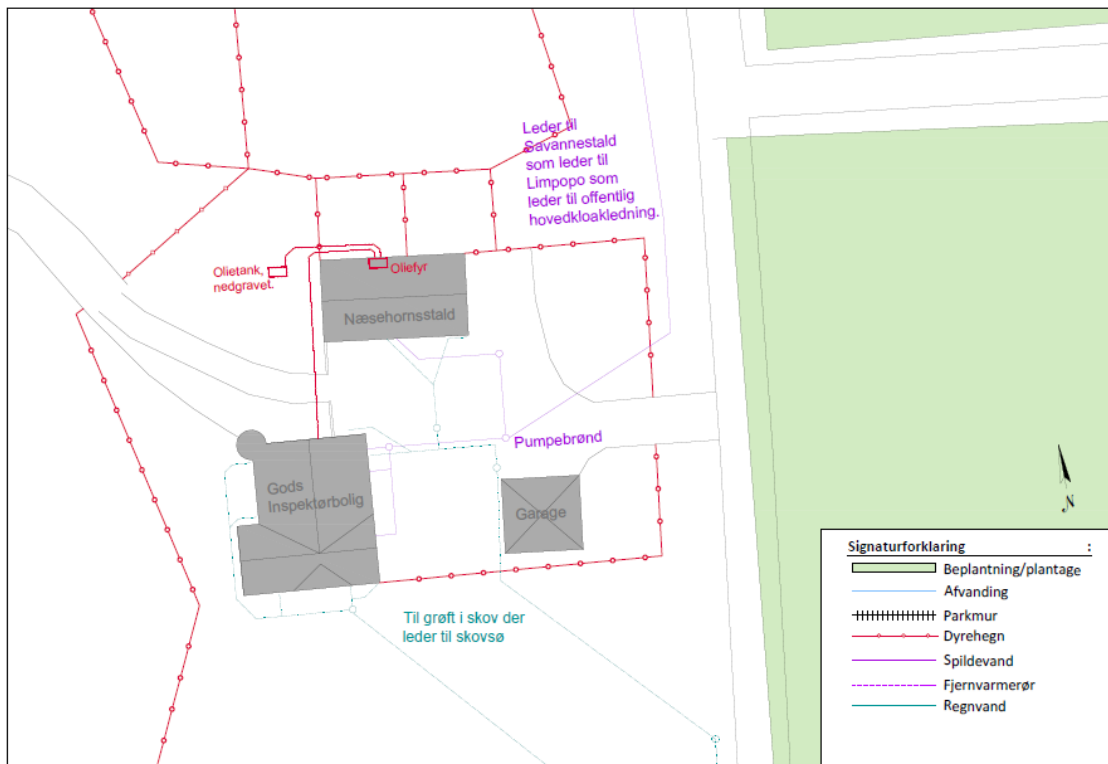 Leder til
Savannestald
som leder til
Limpopo som
leder til offentlig
hovedkloakledning.
Olietank,
nedgravet.
Oliefyr
Næsehornsstald
Pumpebrønd
Gods
Inspektørbolig
Garage
N
Til grøft i skov der
leder til skovsø
Signaturforklaring :
Beplantning/plantage
Afvanding
Parkmur
Dyrehegn
Spildevand
Fjernvarmerør
Regnvand